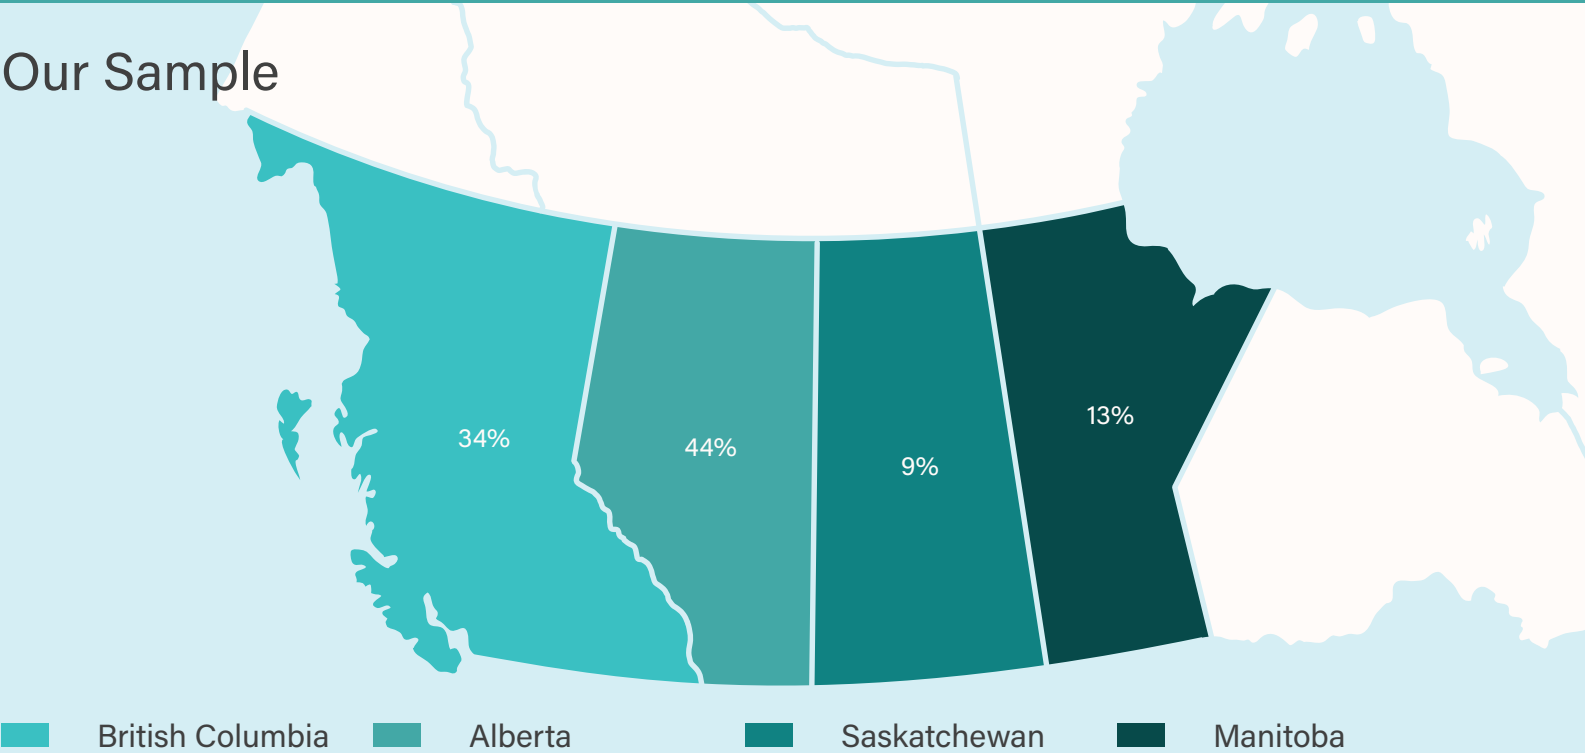 Our Sample
34%
44%
9%
13%
British Columbia
Alberta
Saskatchewan
Manitoba